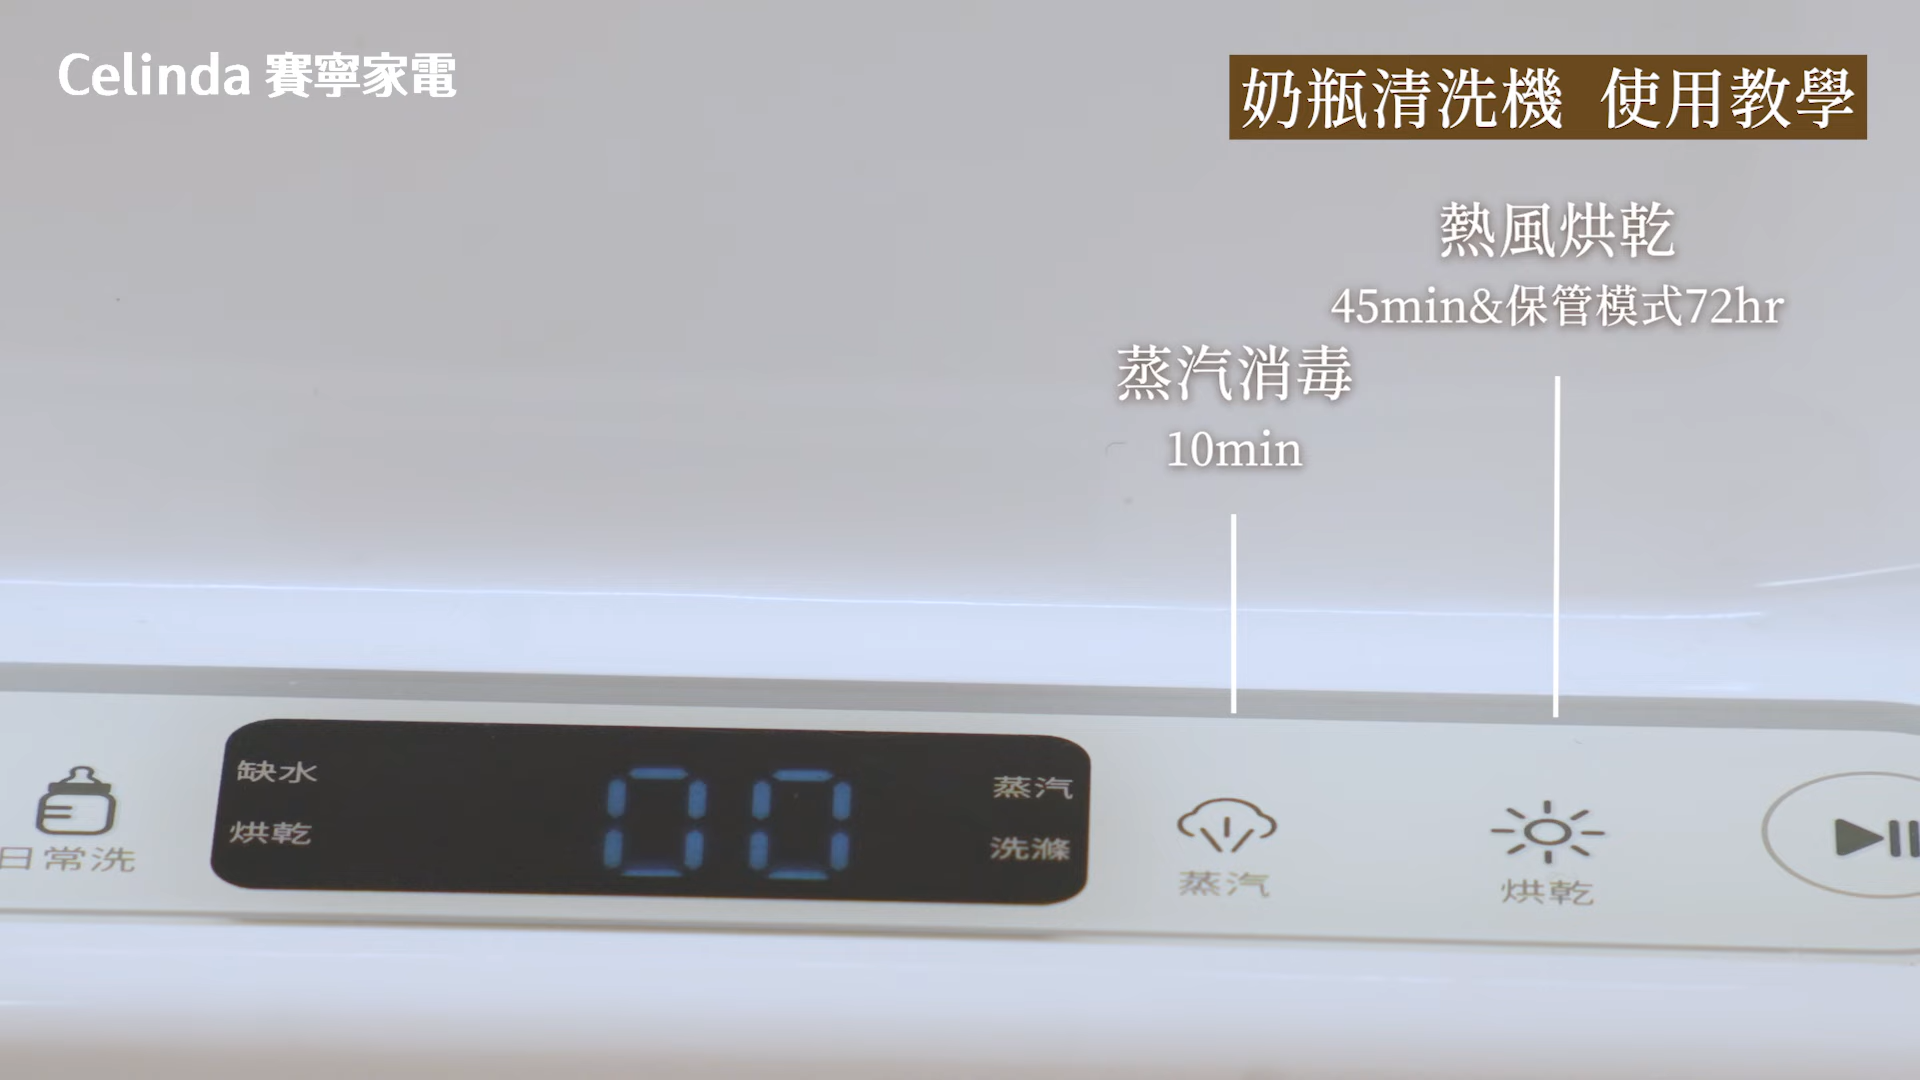 Celinda 賽寧家電
奶瓶清洗機 使用教學
熱風烘乾
45min&保管模式72hr
蒸汽消毒
10min
日常洗
缺水
烘乾
00
蒸汽
洗滌
蒸汽
烘乾